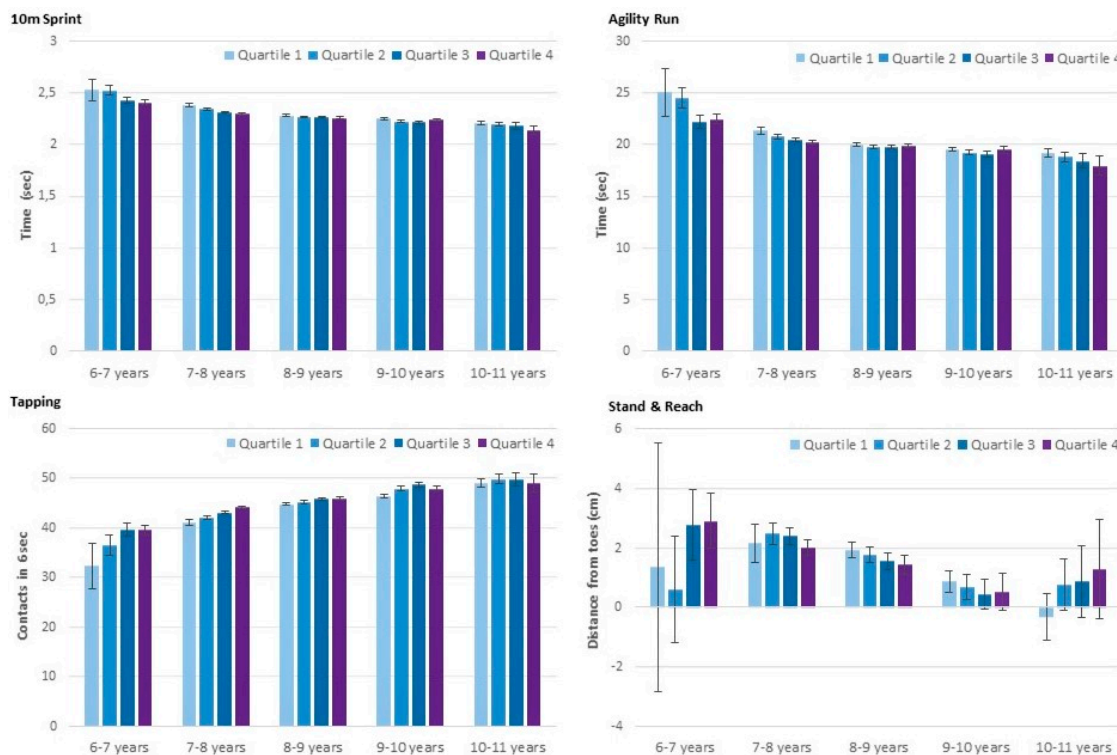 10m Sprint
3
Quartile 1 Quartile 2 Quartile 3 Quartile 4
2,5
2
1,5
1
0,5
0
Time (sec)
6-7 years 7-8 years 8-9 years 9-10 years 10-11 years
Agility Run
30
Quartile 1 Quartile 2 Quartile 3 Quartile 4
25
20
15
10
5
0
Time (sec)
6-7 years 7-8 years 8-9 years 9-10 years 10-11 years
Tapping
60
Quartile 1 Quartile 2 Quartile 3 Quartile 4
50
40
30
20
10
0
Contacts in 6sec
6-7 years 7-8 years 8-9 years 9-10 years 10-11 years
Stand & Reach
6
Quartile 1 Quartile 2 Quartile 3 Quartile 4
4
2
0
-2
-4
Distance from toes (cm)
6-7 years 7-8 years 8-9 years 9-10 years 10-11 years